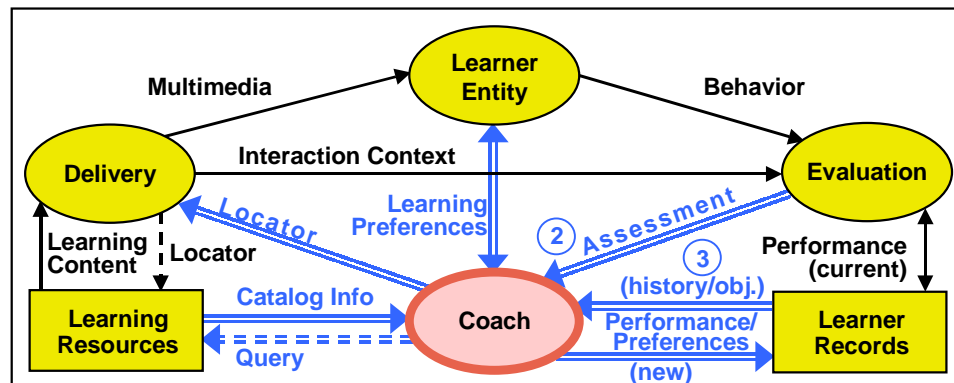 Learner
Entity
Multimedia
Behavior
Delivery
Interaction Context
Evaluation
Learning
Preferences
Locator
2
Assessment
Learning
Content
Locator
3
Performance
(current)
(history/obj.)
Catalog Info
Learning
Resources
Coach
Performance/
Preferences
Learner
Records
Query
(new)